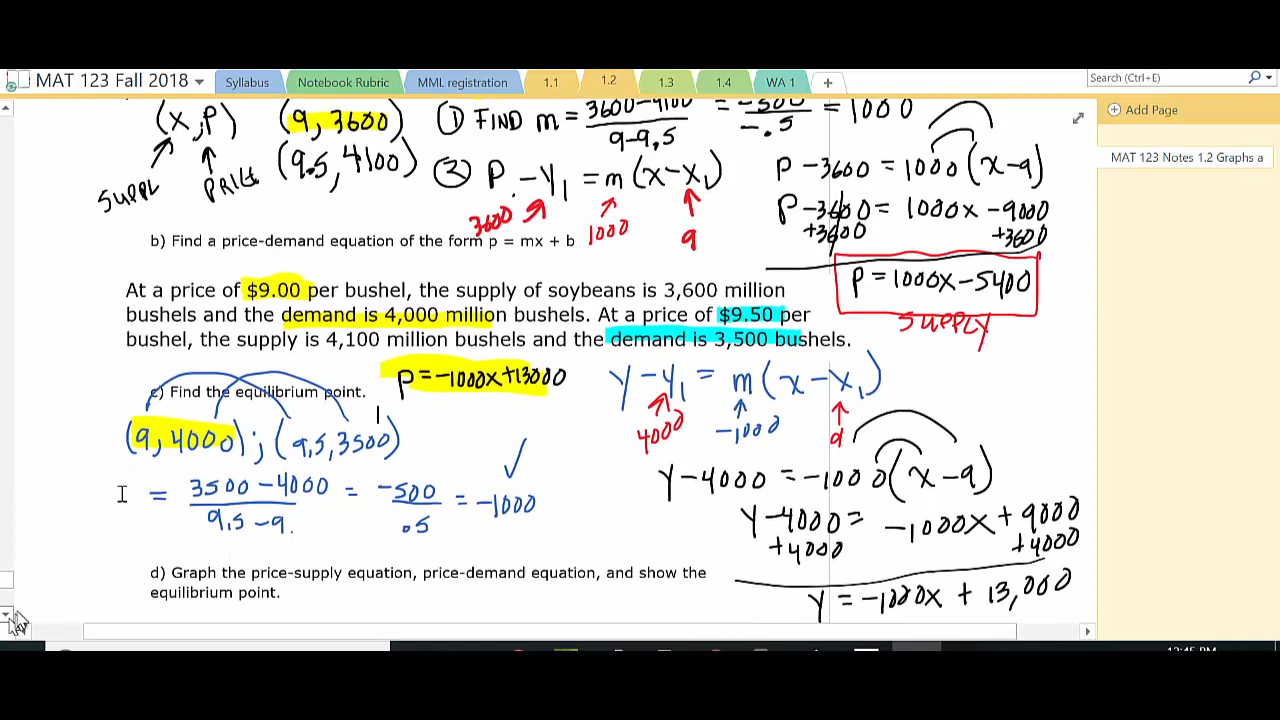 MAT 123 Fall 2018
Syllabus
Notebook Rubric
MML registration
1.1
1.2
1.3
1.4
WA 1
+
Search (Ctrl+E)
Add Page
MAT 123 Notes 1.2 Graphs a
(x, P) (9, 3600)
(9.5, 4100)
SUPPL
PRICE
① FIND m = 3600-4100 / 9-9.5 = -500 / -.5 = 1000
③ P - y₁ = m(x - x₁)
3600
1000
9
P - 3600 = 1000(x-9)
P - 3600 = 1000x - 9000
+3600 +3600
P = 1000x - 5400
SUPPLY
b) Find a price-demand equation of the form p = mx + b
At a price of $9.00 per bushel, the supply of soybeans is 3,600 million
bushels and the demand is 4,000 million bushels. At a price of $9.50 per
bushel, the supply is 4,100 million bushels and the demand is 3,500 bushels.
c) Find the equilibrium point.
P = -1000x + 13000
(9, 4000) ; (9.5, 3500)
= 3500 - 4000 / 9.5 - 9 = -500 / .5 = -1000 ✓
y - y₁ = m(x - x₁)
4000
-1000
9
y - 4000 = -1000(x - 9)
y - 4000 = -1000x + 9000
+4000 +4000
y = -1000x + 13,000
d) Graph the price-supply equation, price-demand equation, and show the
equilibrium point.